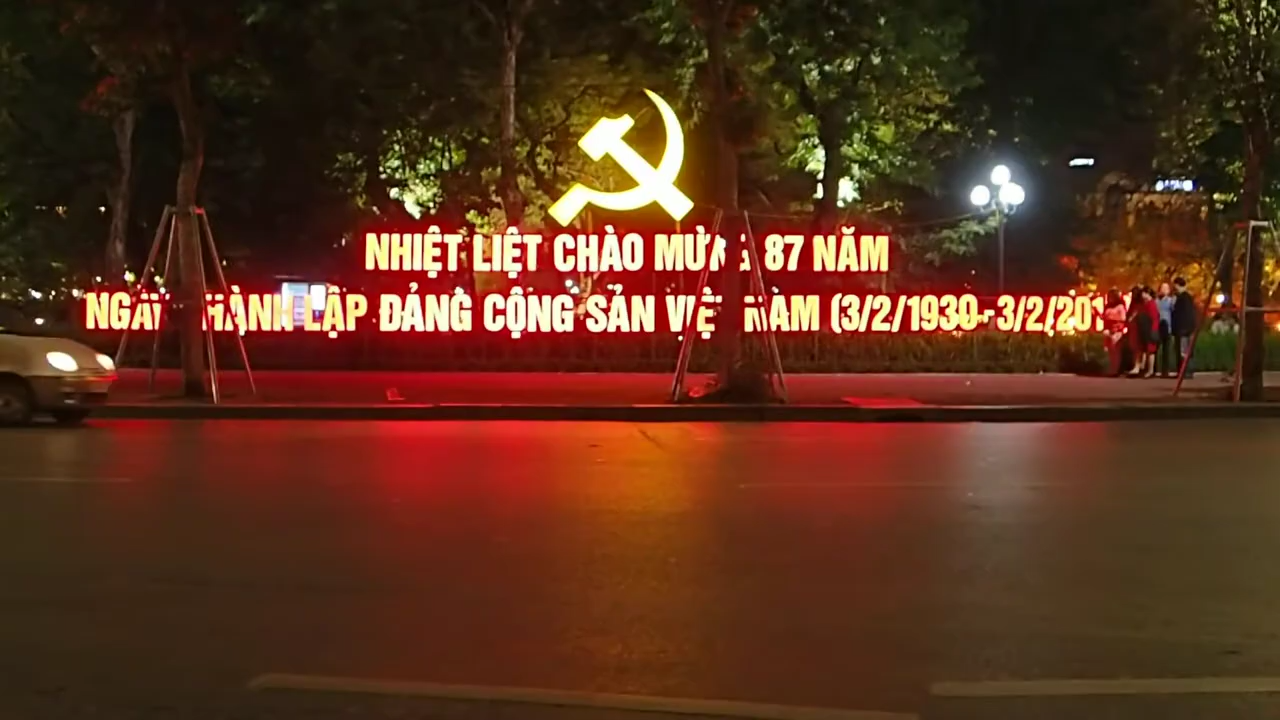 NHIỆT LIỆT CHÀO MỪNG 87 NĂM
NGÀY THÀNH LẬP ĐẢNG CỘNG SẢN VIỆT NAM (3/2/1930-3/2/201